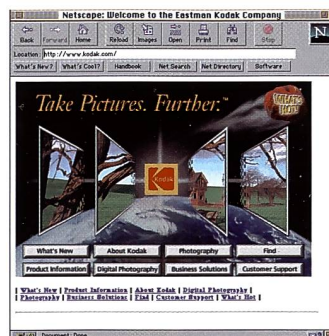 Netscape: Welcome to the Eastman Kodak Company
Back Forward Home Reload Images Open Print Find Stop
N
Location: http://www.kodak.com/
What's New? What's Cool? Handbook Net Search Net Directory Software
Take Pictures. Further.™
WHAT'S HOT!
Kodak
What's New About Kodak Photography Find
Product Information Digital Photography Business Solutions Customer Support
| What's New | Product Information | About Kodak | Digital Photography |
| Photography | Business Solutions | Find | Customer Support | What's Hot |
Document: Done.